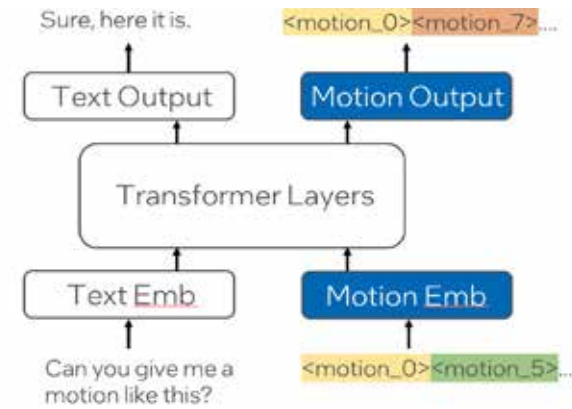 Sure, here it is. <motion_0><motion_7>....
Text Output Motion Output
Transformer Layers
Text Emb Motion Emb
Can you give me a
motion like this?
<motion_0><motion_5>...